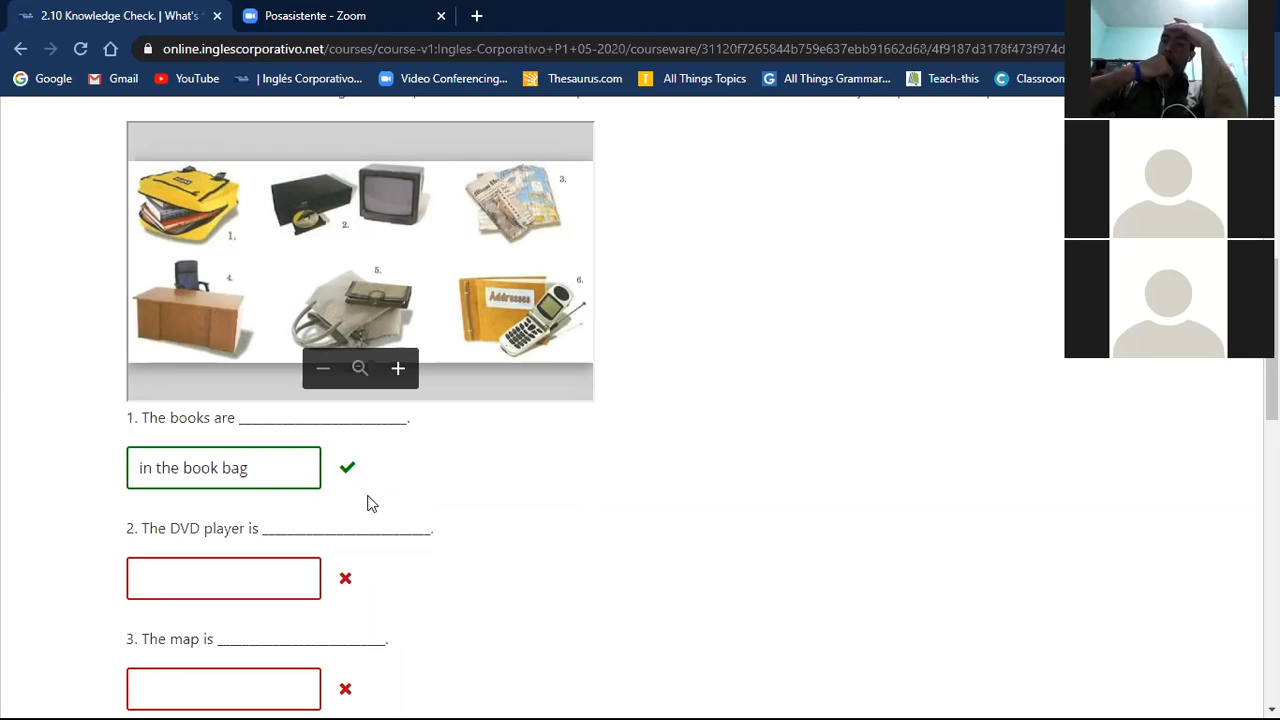 2.10 Knowledge Check. | What's
Posasistente - Zoom
online.inglescorporativo.net/courses/course-v1:Ingles-Corporativo+P1+05-2020/courseware/31120f7265844b759e637ebb91662d68/4f9187d3178f473f974d
Google Gmail YouTube | Inglés Corporativo... Video Conferencing... Thesaurus.com All Things Topics All Things Grammar... Teach-this Classroom
1. 2. 3.
4. 5. 6.
Addresses
1. The books are ________________________.
in the book bag
2. The DVD player is ________________________.
3. The map is ________________________.